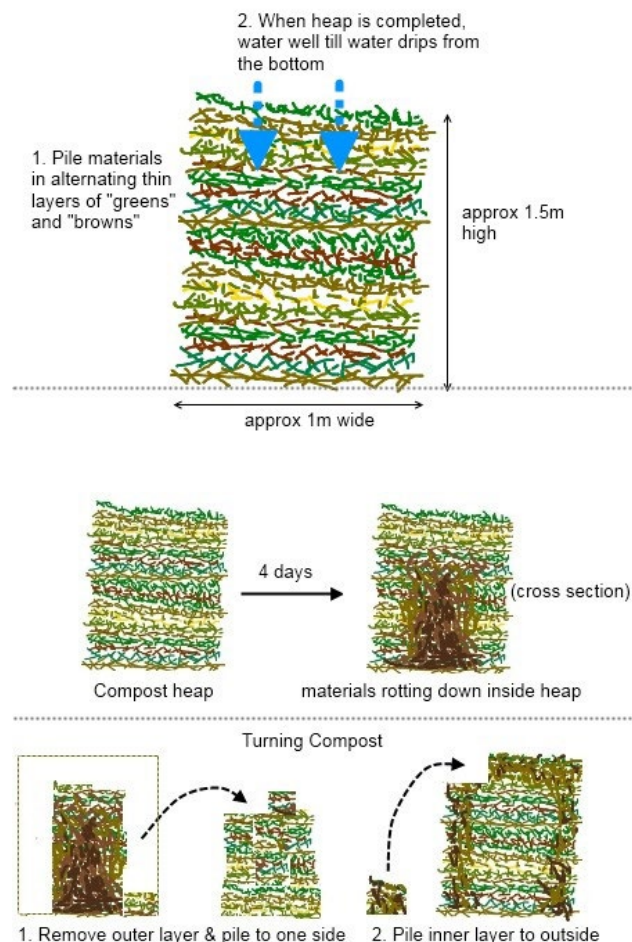 2. When heap is completed,
water well till water drips from
the bottom
1. Pile materials
in alternating thin
layers of "greens"
and "browns"
approx 1.5m
high
approx 1m wide
4 days
(cross section)
Compost heap
materials rotting down inside heap
Turning Compost
1. Remove outer layer & pile to one side
2. Pile inner layer to outside